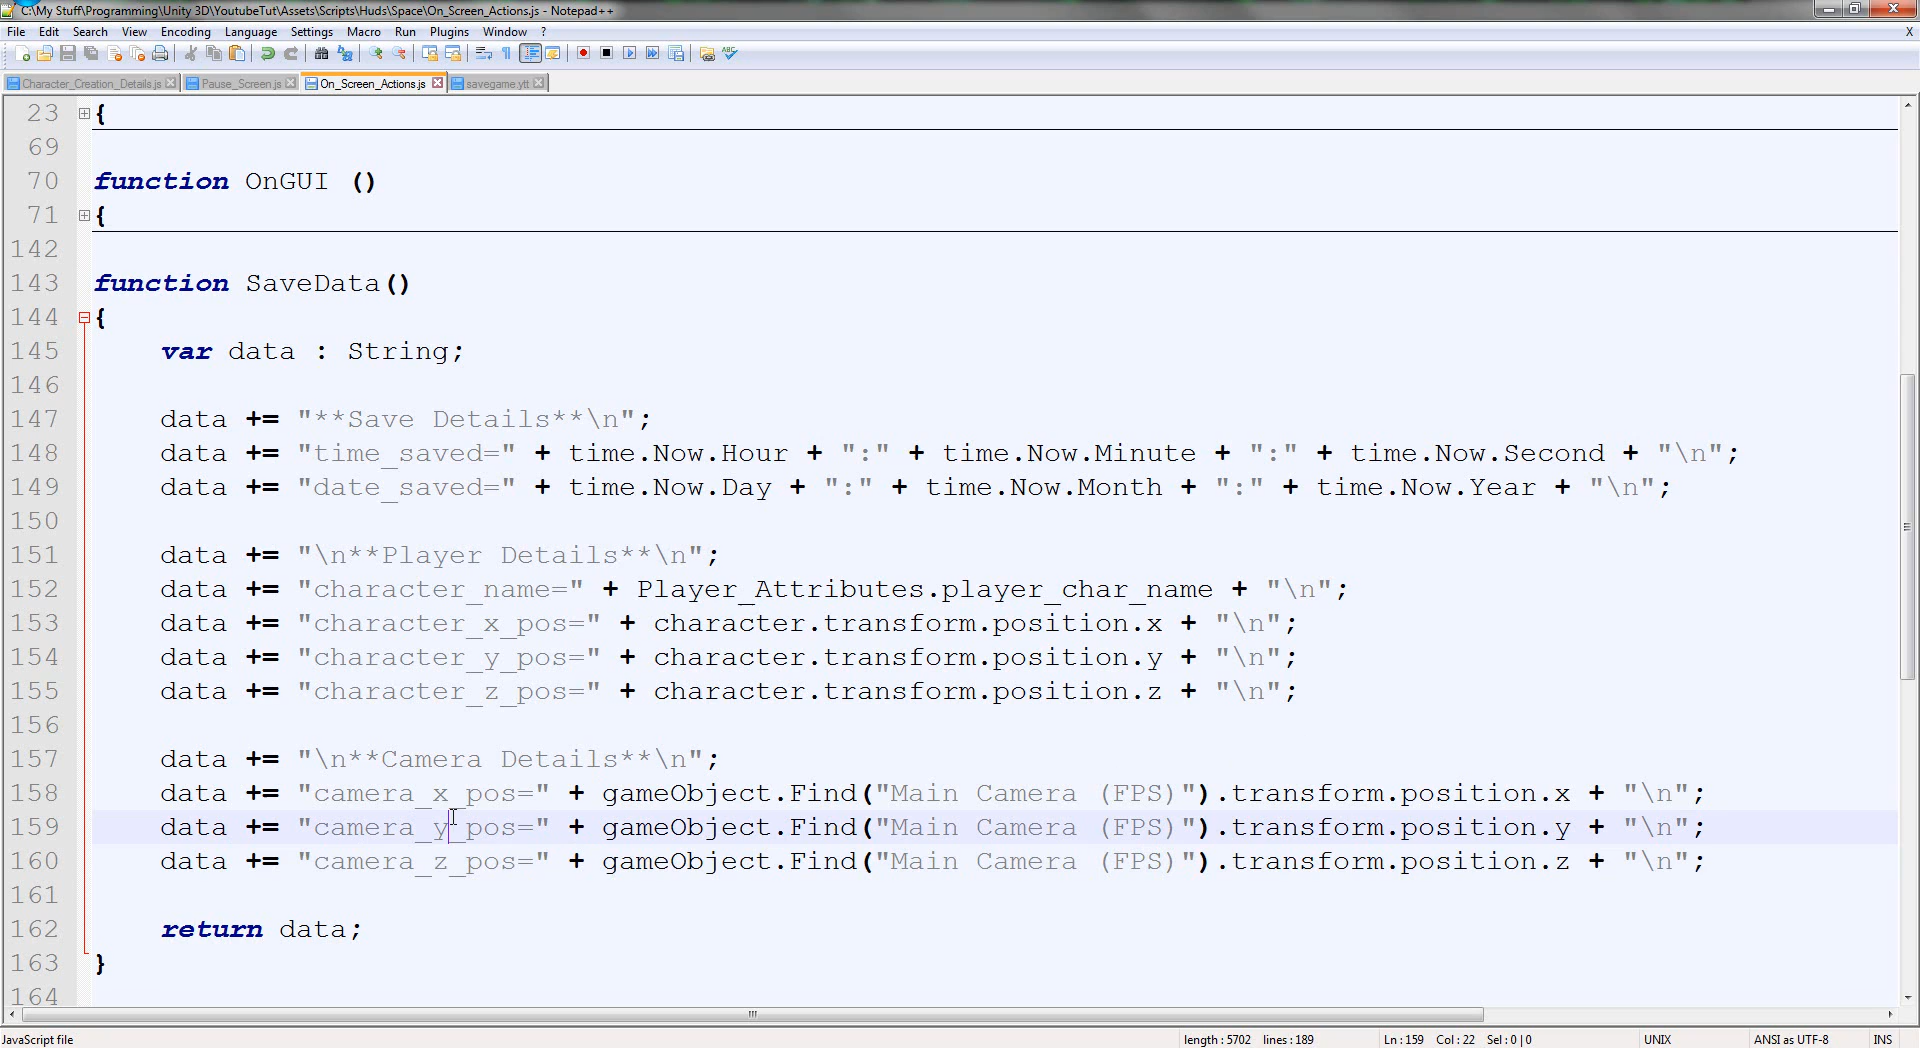 C:\My Stuff\Programming\Unity 3D\YoutubeTut\Assets\Scripts\Huds\Space\On_Screen_Actions.js - Notepad++
File Edit Search View Encoding Language Settings Macro Run Plugins Window ? X
Character_Creation_Details.js Pause_Screen.js On_Screen_Actions.js savegame.ytt
23 {
69
70 function OnGUI ()
71 {
142
143 function SaveData()
144 {
145 var data : String;
146
147 data += "**Save Details**\n";
148 data += "time_saved=" + time.Now.Hour + ":" + time.Now.Minute + ":" + time.Now.Second + "\n";
149 data += "date_saved=" + time.Now.Day + ":" + time.Now.Month + ":" + time.Now.Year + "\n";
150
151 data += "\n**Player Details**\n";
152 data += "character_name=" + Player_Attributes.player_char_name + "\n";
153 data += "character_x_pos=" + character.transform.position.x + "\n";
154 data += "character_y_pos=" + character.transform.position.y + "\n";
155 data += "character_z_pos=" + character.transform.position.z + "\n";
156
157 data += "\n**Camera Details**\n";
158 data += "camera_x_pos=" + gameObject.Find("Main Camera (FPS)").transform.position.x + "\n";
159 data += "camera_y_pos=" + gameObject.Find("Main Camera (FPS)").transform.position.y + "\n";
160 data += "camera_z_pos=" + gameObject.Find("Main Camera (FPS)").transform.position.z + "\n";
161
162 return data;
163 }
164
JavaScript file length : 5702 lines : 189 Ln : 159 Col : 22 Sel : 0 | 0 UNIX ANSI as UTF-8 INS